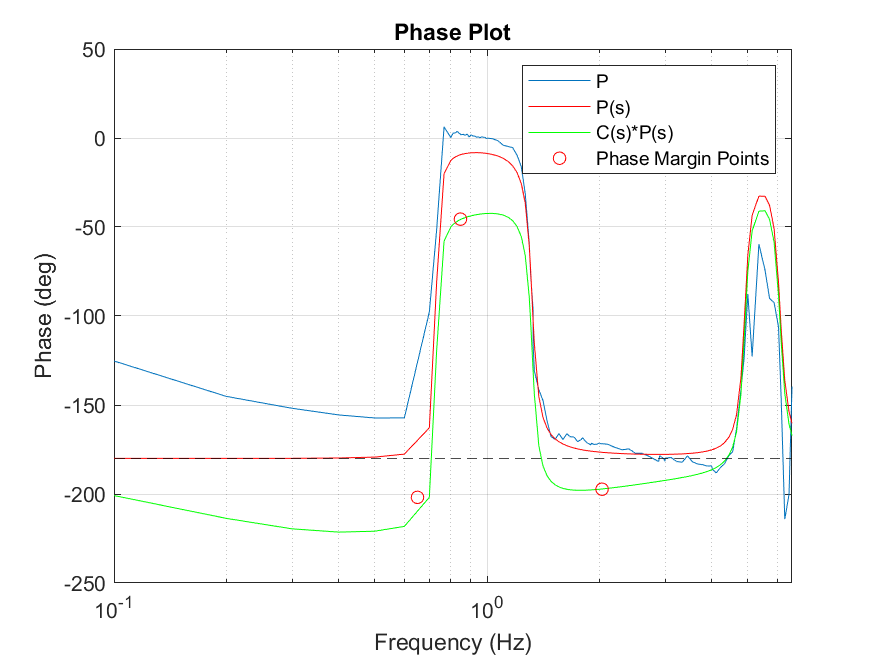 Phase Plot
P
P(s)
C(s)*P(s)
Phase Margin Points
50
0
-50
-100
-150
-200
-250
Phase (deg)
10^-1
10^0
Frequency (Hz)